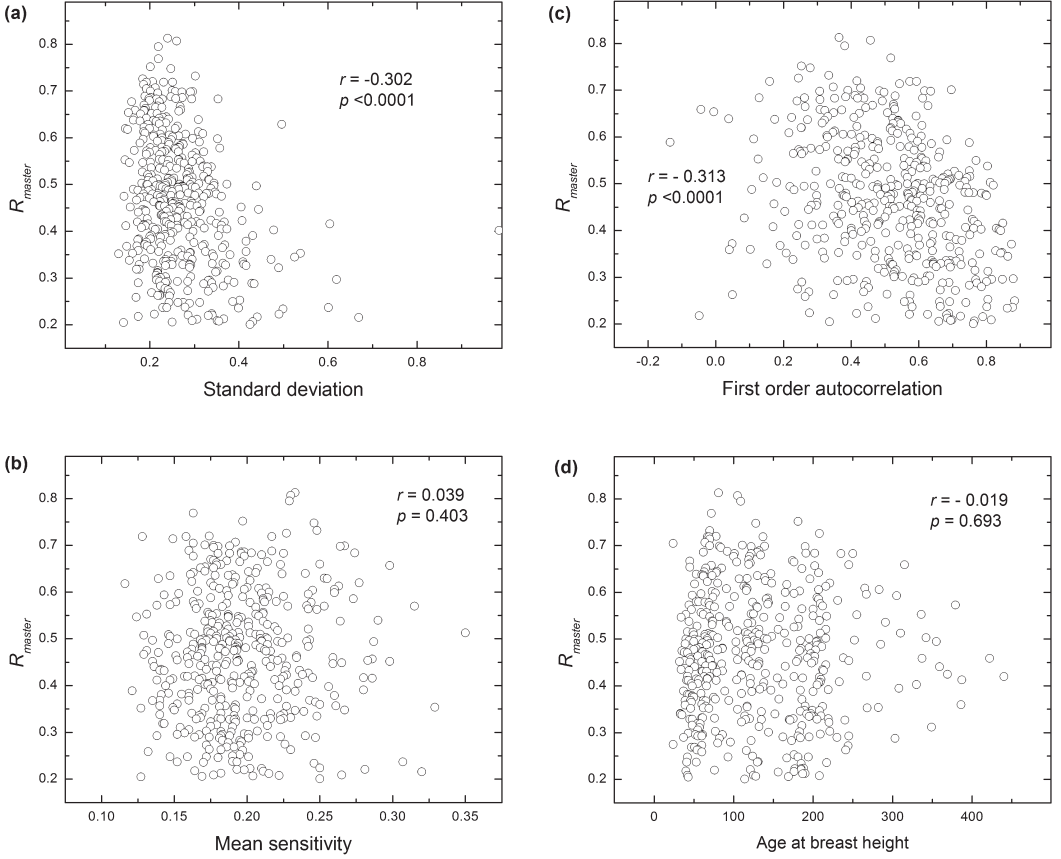 (a)
r = -0.302
p <0.0001
R master
0.8
0.7
0.6
0.5
0.4
0.3
0.2
0.2 0.4 0.6 0.8
Standard deviation
(c)
r = - 0.313
p <0.0001
R master
0.8
0.7
0.6
0.5
0.4
0.3
0.2
-0.2 0.0 0.2 0.4 0.6 0.8
First order autocorrelation
(b)
r = 0.039
p = 0.403
R master
0.8
0.7
0.6
0.5
0.4
0.3
0.2
0.10 0.15 0.20 0.25 0.30 0.35
Mean sensitivity
(d)
r = - 0.019
p = 0.693
R master
0.8
0.7
0.6
0.5
0.4
0.3
0.2
0 100 200 300 400
Age at breast height